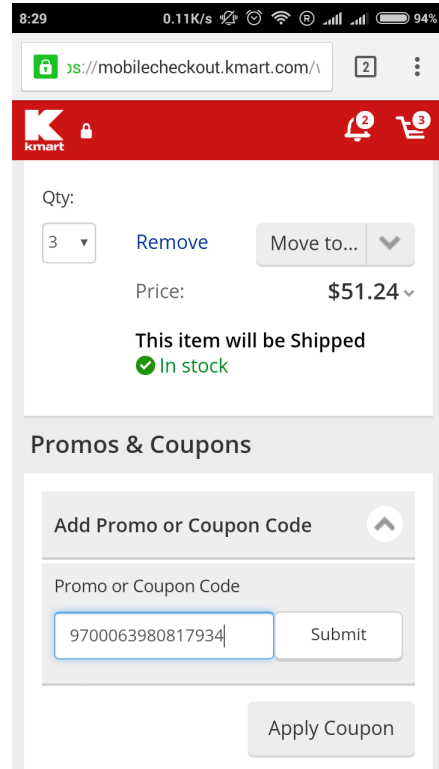 8:29 0.11K/s R 94%
ps://mobilecheckout.kmart.com/ 2
K kmart 2 3
Qty:
3 Remove Move to...
Price: $51.24
This item will be Shipped
In stock
Promos & Coupons
Add Promo or Coupon Code
Promo or Coupon Code
9700063980817934 Submit
Apply Coupon